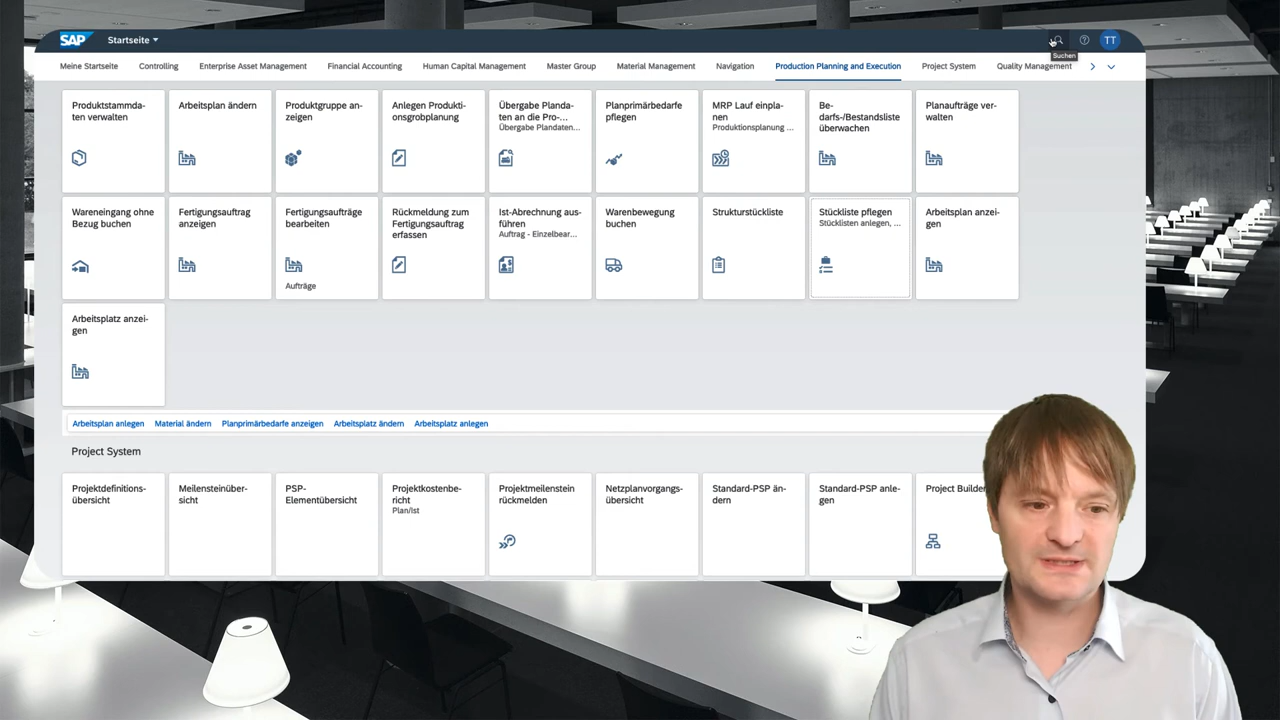 SAP Startseite
Suchen
TT
Meine Startseite Controlling Enterprise Asset Management Financial Accounting Human Capital Management Master Group Material Management Navigation Production Planning and Execution Project System Quality Management
Produktstammda-
ten verwalten
Arbeitsplan ändern
Produktgruppe an-
zeigen
Anlegen Produkti-
onsgrobplanung
Übergabe Planda-
ten an die Pro-...
Übergabe Plandaten...
Planprimärbedarfe
pflegen
MRP Lauf einpla-
nen
Produktionsplanung ...
Be-
darfs-/Bestandsliste
überwachen
Planaufträge ver-
walten
Wareneingang ohne
Bezug buchen
Fertigungsauftrag
anzeigen
Fertigungsaufträge
bearbeiten
Aufträge
Rückmeldung zum
Fertigungsauftrag
erfassen
Ist-Abrechnung aus-
führen
Auftrag - Einzelbear...
Warenbewegung
buchen
Strukturstückliste
Stückliste pflegen
Stücklisten anlegen, ...
Arbeitsplan anzei-
gen
Arbeitsplatz anzei-
gen
Arbeitsplan anlegen Material ändern Planprimärbedarfe anzeigen Arbeitsplatz ändern Arbeitsplatz anlegen
Project System
Projektdefinitions-
übersicht
Meilensteinüber-
sicht
PSP-
Elementübersicht
Projektkostenbe-
richt
Plan/Ist
Projektmeilenstein
rückmelden
Netzplanvorgangs-
übersicht
Standard-PSP än-
dern
Standard-PSP anle-
gen
Project Builder